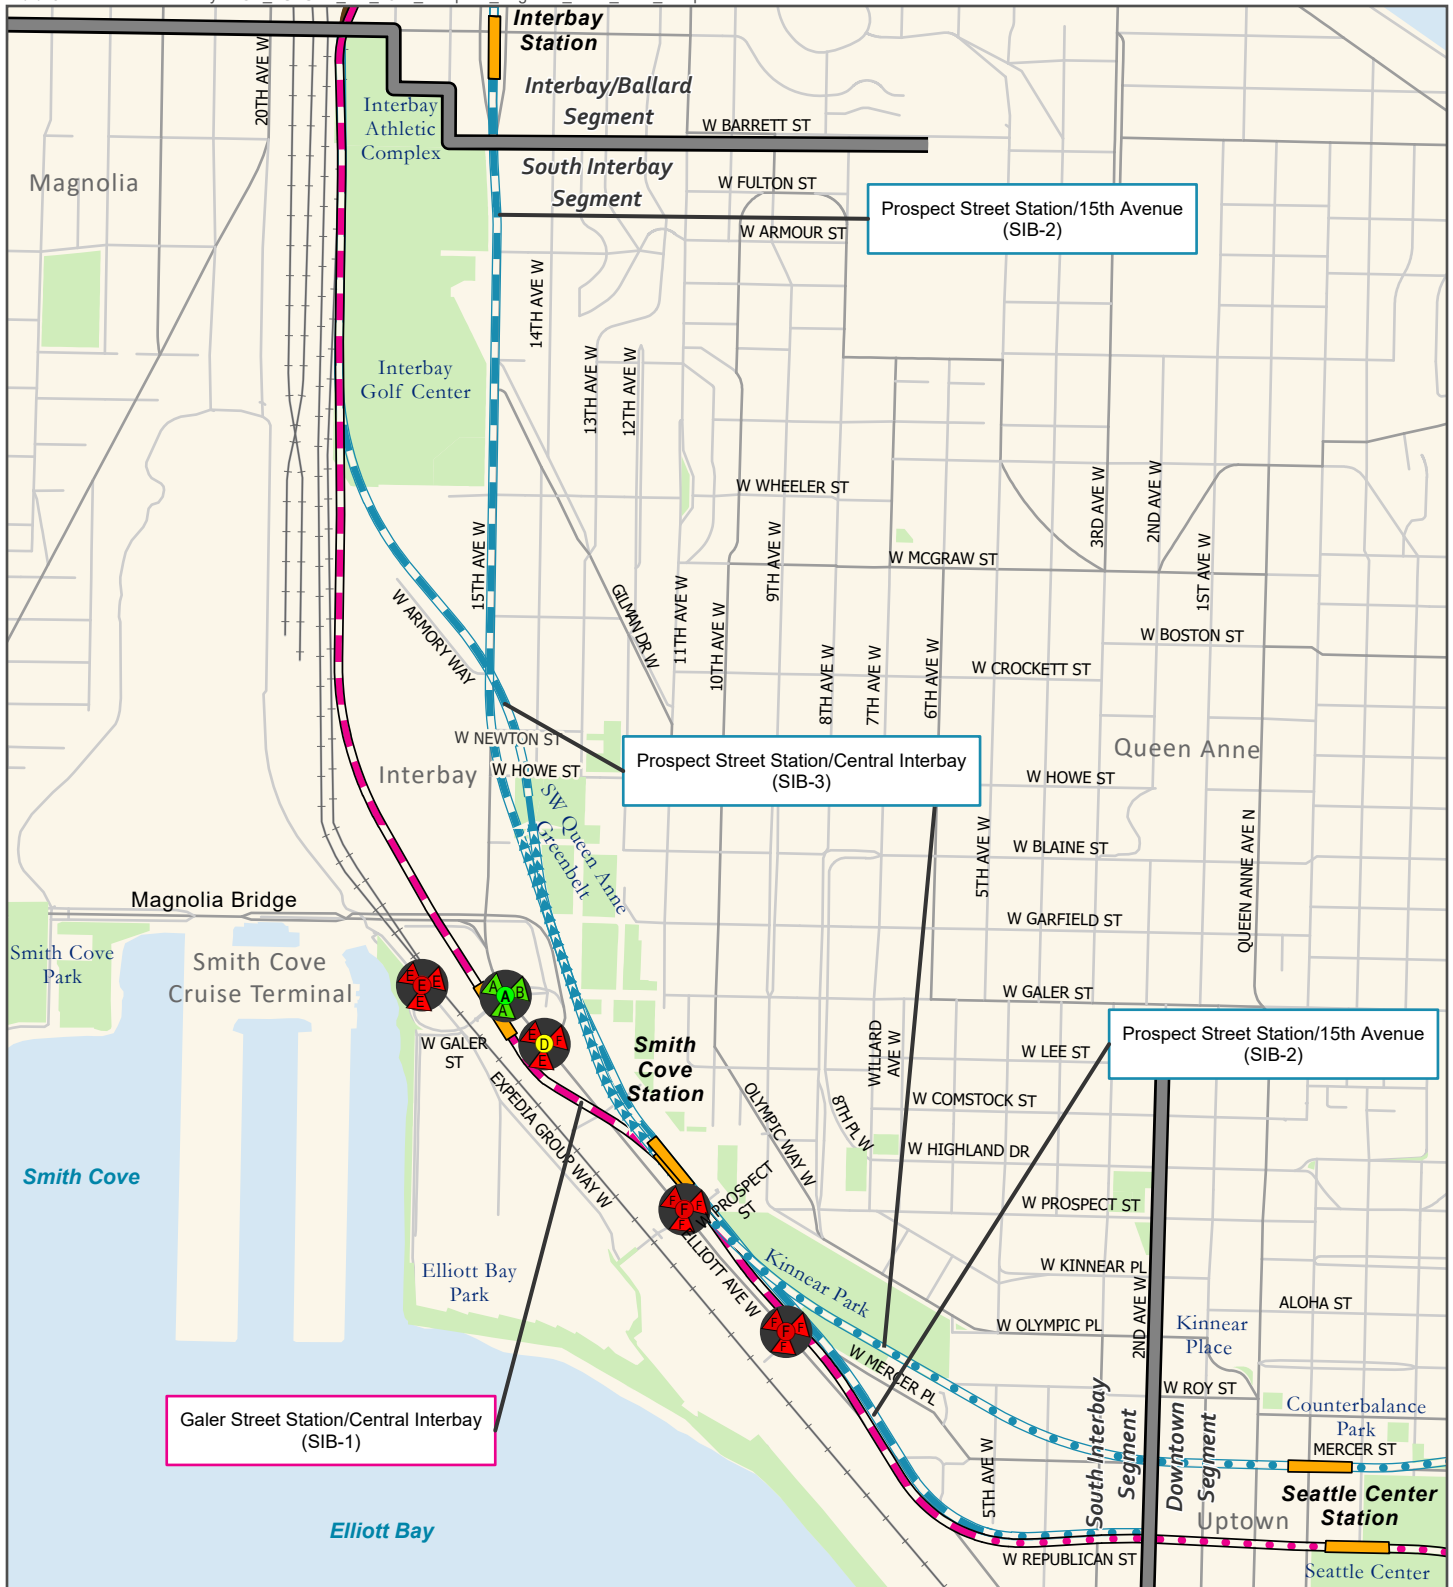 Interbay
Station
20TH AVE W
Interbay/Ballard
Segment
Interbay
Athletic
Complex
W BARRETT ST
South Interbay
Segment
Magnolia
W FULTON ST
Prospect Street Station/15th Avenue
(SIB-2)
W ARMOUR ST
14TH AVE W
Interbay
Golf Center
13TH AVE W
12TH AVE W
W WHEELER ST
3RD AVE W
2ND AVE W
15TH AVE W
9TH AVE W
W MCGRAW ST
1ST AVE W
W ARMORY WAY
GILMAN DR W
11TH AVE W
10TH AVE W
W BOSTON ST
8TH AVE W
7TH AVE W
6TH AVE W
W CROCKETT ST
W NEWTON ST
Interbay
W HOWE ST
Prospect Street Station/Central Interbay
(SIB-3)
Queen Anne
W HOWE ST
SW Queen Anne
Greenbelt
5TH AVE W
W BLAINE ST
QUEEN ANNE AVE N
Magnolia Bridge
W GARFIELD ST
Smith Cove
Park
Smith Cove
Cruise Terminal
E
E
E
E
A
A
B
A
W GALER ST
W GALER
ST
E
D
F
E
Smith
Cove
Station
WILLARD
AVE W
W LEE ST
Prospect Street Station/15th Avenue
(SIB-2)
EXPEDIA GROUP WAY W
OLYMPIC WAY W
8TH PL W
W COMSTOCK ST
W HIGHLAND DR
Smith Cove
W PROSPECT
ST
F
F
F
F
W PROSPECT ST
ELLIOTT AVE W
Kinnear Park
Elliott Bay
Park
W KINNEAR PL
2ND AVE W
ALOHA ST
F
F
F
F
W OLYMPIC PL
Kinnear
Place
W MERCER PL
W ROY ST
Galer Street Station/Central Interbay
(SIB-1)
South Interbay
Segment
Downtown
Segment
Counterbalance
Park
MERCER ST
5TH AVE W
Seattle Center
Station
Uptown
Elliott Bay
W REPUBLICAN ST
Seattle Center